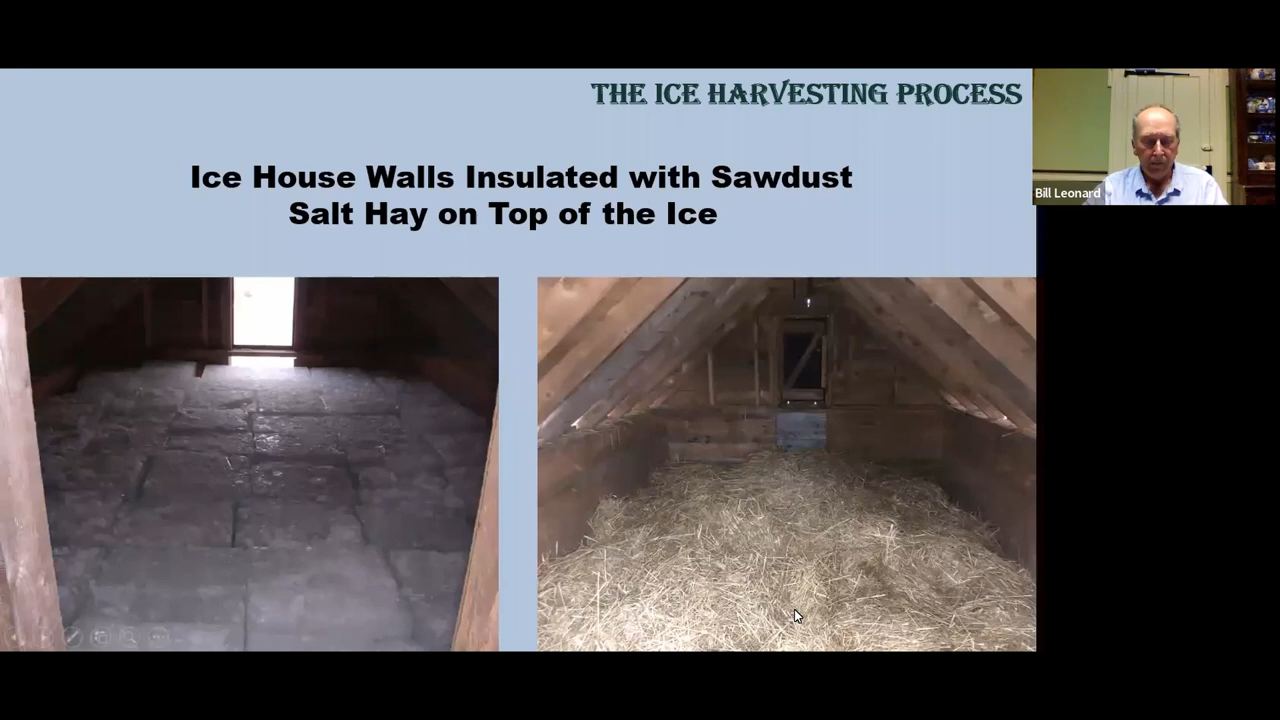 THE ICE HARVESTING PROCESS
Ice House Walls Insulated with Sawdust
Salt Hay on Top of the Ice
Bill Leonard